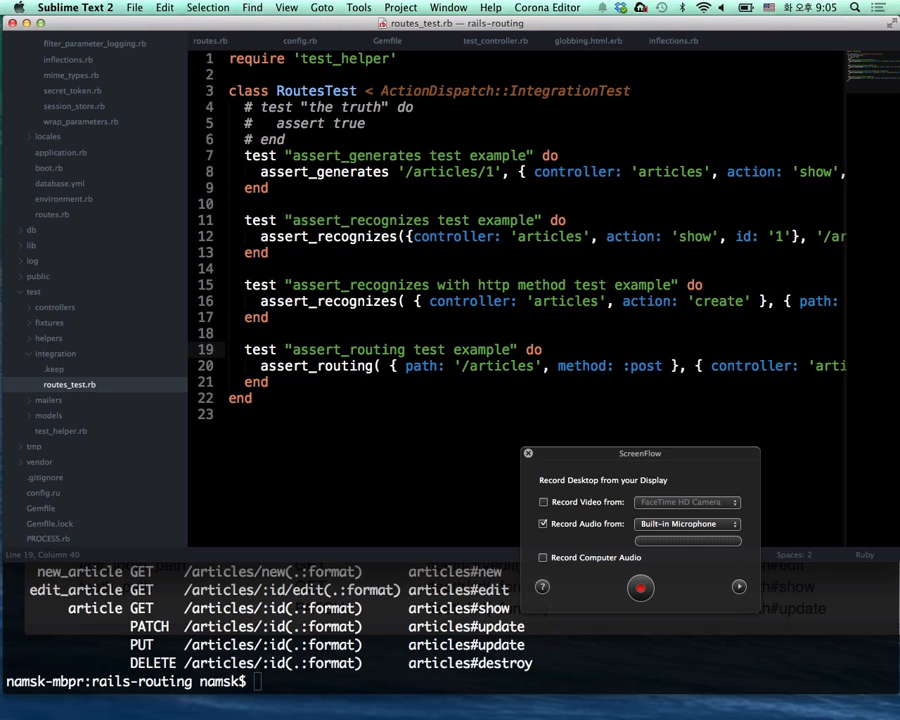 Sublime Text 2 File Edit Selection Find View Goto Tools Project Window Help Corona Editor 화 오후 9:05
routes_test.rb — rails-routing
routes.rb config.rb Gemfile test_controller.rb globbing.html.erb inflections.rb
filter_parameter_logging.rb
inflections.rb
mime_types.rb
secret_token.rb
session_store.rb
wrap_parameters.rb
locales
application.rb
boot.rb
database.yml
environment.rb
routes.rb
db
lib
log
public
test
controllers
fixtures
helpers
integration
.keep
routes_test.rb
mailers
models
test_helper.rb
tmp
vendor
.gitignore
config.ru
Gemfile
Gemfile.lock
PROCESS.rb
1 require 'test_helper'
2
3 class RoutesTest < ActionDispatch::IntegrationTest
4 # test "the truth" do
5 #   assert true
6 # end
7 test "assert_generates test example" do
8 assert_generates '/articles/1', { controller: 'articles', action: 'show',
9 end
10
11 test "assert_recognizes test example" do
12 assert_recognizes({controller: 'articles', action: 'show', id: '1'}, '/ar
13 end
14
15 test "assert_recognizes with http method test example" do
16 assert_recognizes( { controller: 'articles', action: 'create' }, { path:
17 end
18
19 test "assert_routing test example" do
20 assert_routing( { path: '/articles', method: :post }, { controller: 'arti
21 end
22 end
23
ScreenFlow
Record Desktop from your Display
Record Video from: FaceTime HD Camera
Record Audio from: Built-in Microphone
Record Computer Audio
?
Line 19, Column 40 Spaces: 2 Ruby
new_article GET /articles/new(.:format) articles#new
edit_article GET /articles/:id/edit(.:format) articles#edit
article GET /articles/:id(.:format) articles#show
PATCH /articles/:id(.:format) articles#update
PUT /articles/:id(.:format) articles#update
DELETE /articles/:id(.:format) articles#destroy
namsk-mbpr:rails-routing namsk$